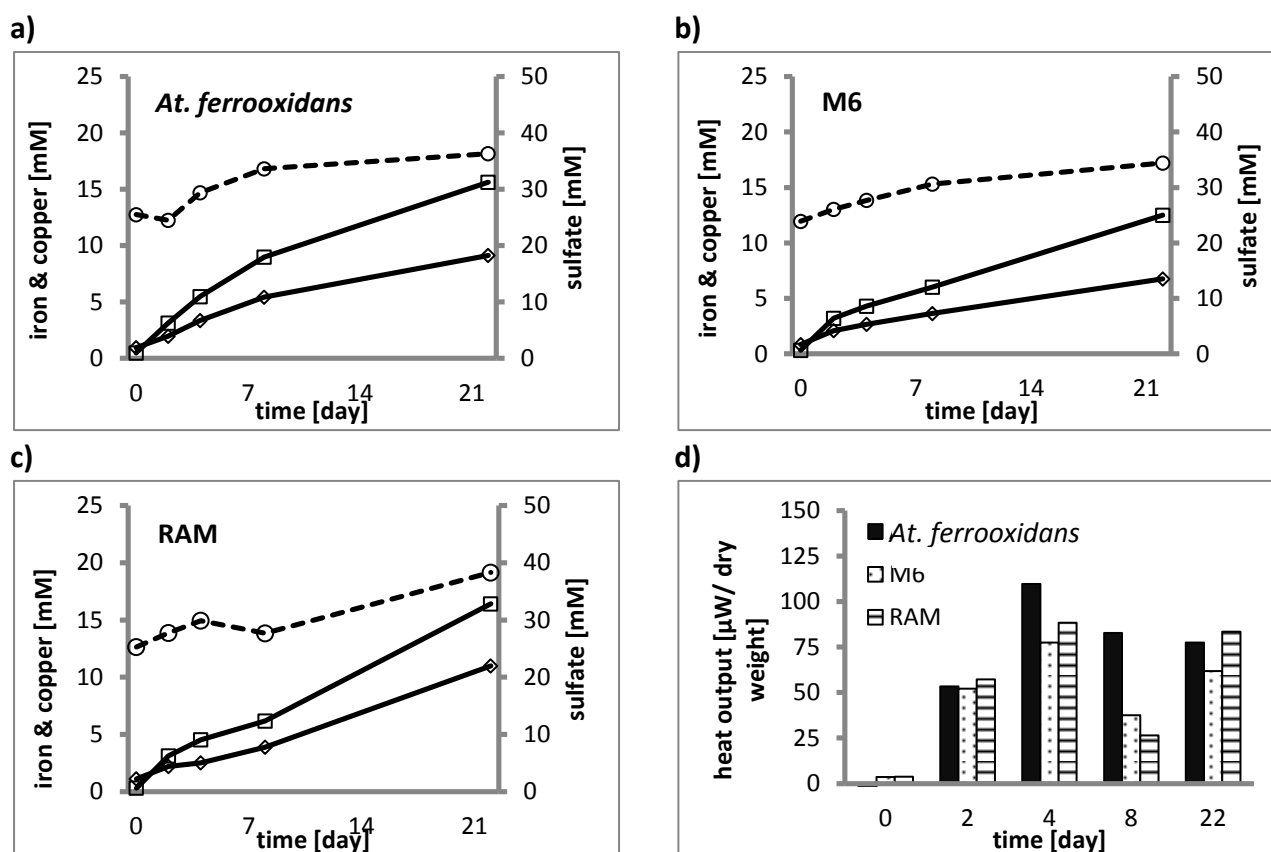 a)
At. ferrooxidans
iron & copper [mM]
25
20
15
10
5
0
50
40
30
20
10
0
sulfate [mM]
0 7 14 21
time [day]
b)
M6
iron & copper [mM]
25
20
15
10
5
0
50
40
30
20
10
0
sulfate [mM]
0 7 14 21
time [day]
c)
RAM
iron & copper [mM]
25
20
15
10
5
0
50
40
30
20
10
0
sulfate [mM]
0 7 14 21
time [day]
d)
heat output [µW/ dry
weight]
150
125
100
75
50
25
0
At. ferrooxidans
M6
RAM
0 2 4 8 22
time [day]